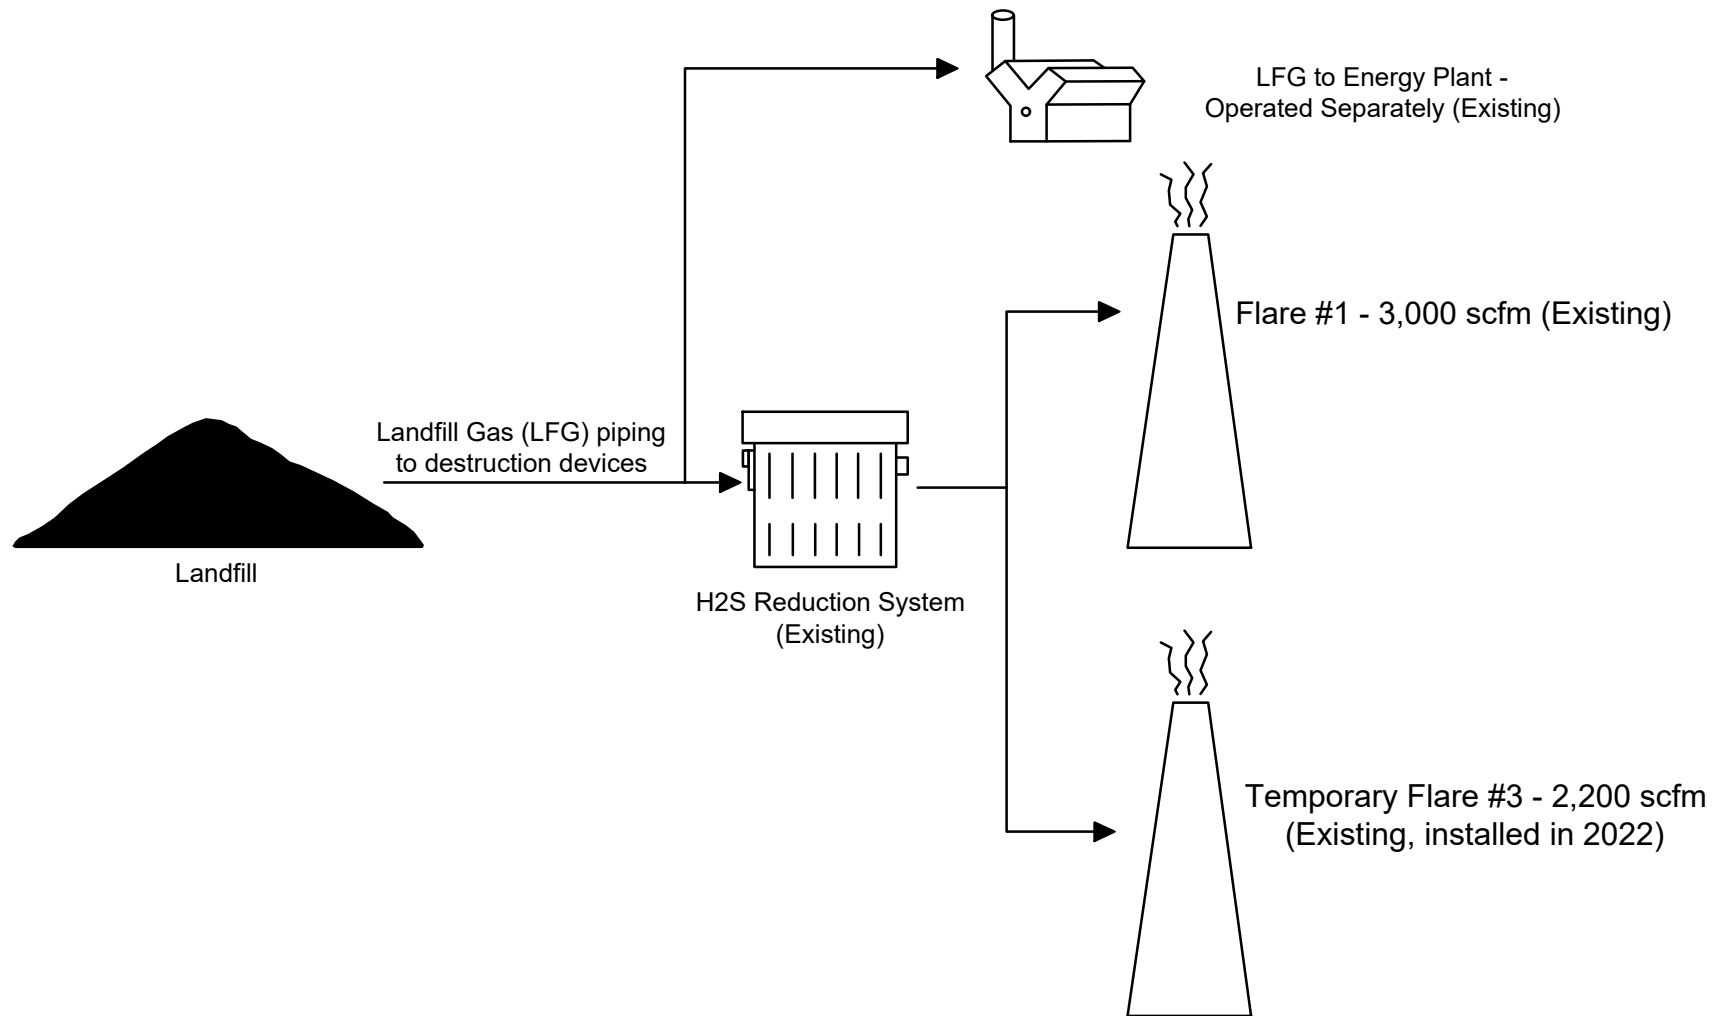 LFG to Energy Plant -
Operated Separately (Existing)
Flare #1 - 3,000 scfm (Existing)
Landfill Gas (LFG) piping
to destruction devices
Landfill
H2S Reduction System
(Existing)
Temporary Flare #3 - 2,200 scfm
(Existing, installed in 2022)